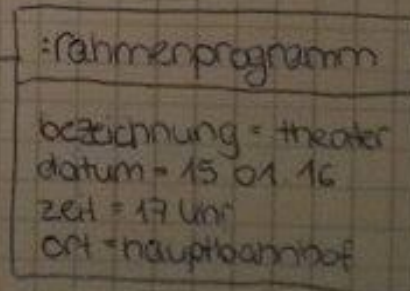 :rahmenprogramm
bezeichnung = theater
datum = 15 01 16
zeit = 17 Uhr
ort = hauptbahnhof